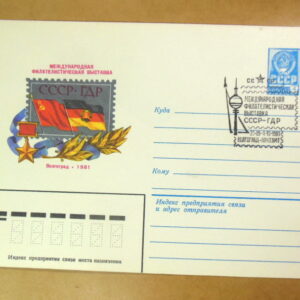 МЕЖДУНАРОДНАЯ
ФИЛАТЕЛИСТИЧЕСКАЯ ВЫСТАВКА
СССР-ГДР
Волгоград · 1981
МЕЖДУНАРОДНАЯ
ФИЛАТЕЛИСТИЧЕСКАЯ
ВЫСТАВКА
СССР-ГДР
Куда
Кому
Индекс предприятия связи
и адрес отправителя
Индекс предприятия связи места назначения